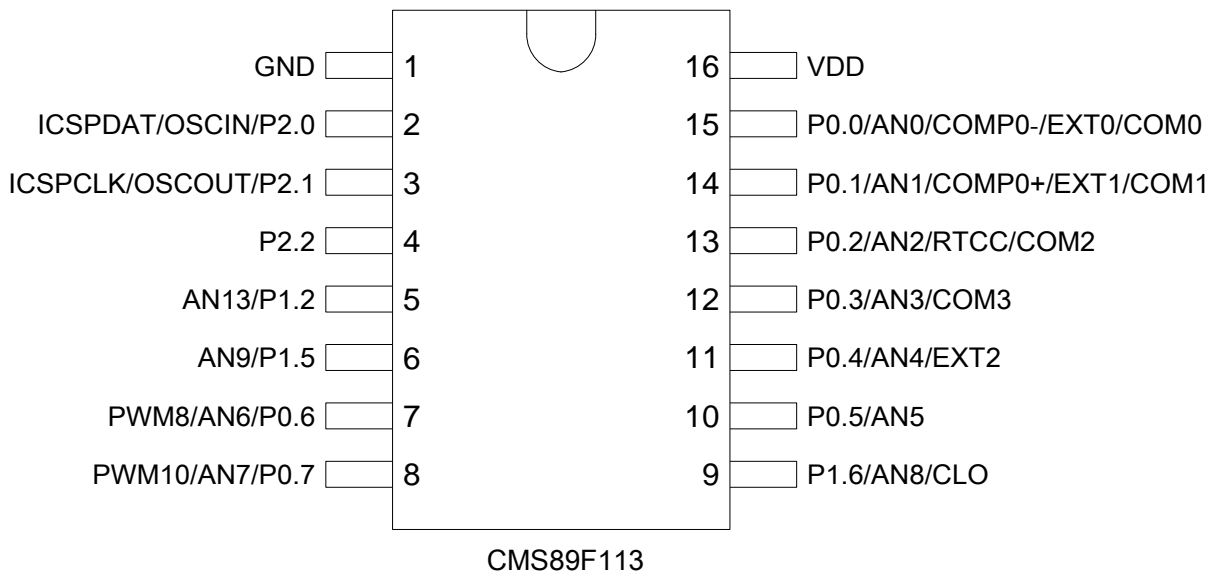 GND 1 16 VDD
ICSPDAT/OSCIN/P2.0 2 15 P0.0/AN0/COMP0-/EXT0/COM0
ICSPCLK/OSCOUT/P2.1 3 14 P0.1/AN1/COMP0+/EXT1/COM1
P2.2 4 13 P0.2/AN2/RTCC/COM2
AN13/P1.2 5 12 P0.3/AN3/COM3
AN9/P1.5 6 11 P0.4/AN4/EXT2
PWM8/AN6/P0.6 7 10 P0.5/AN5
PWM10/AN7/P0.7 8 9 P1.6/AN8/CLO
CMS89F113